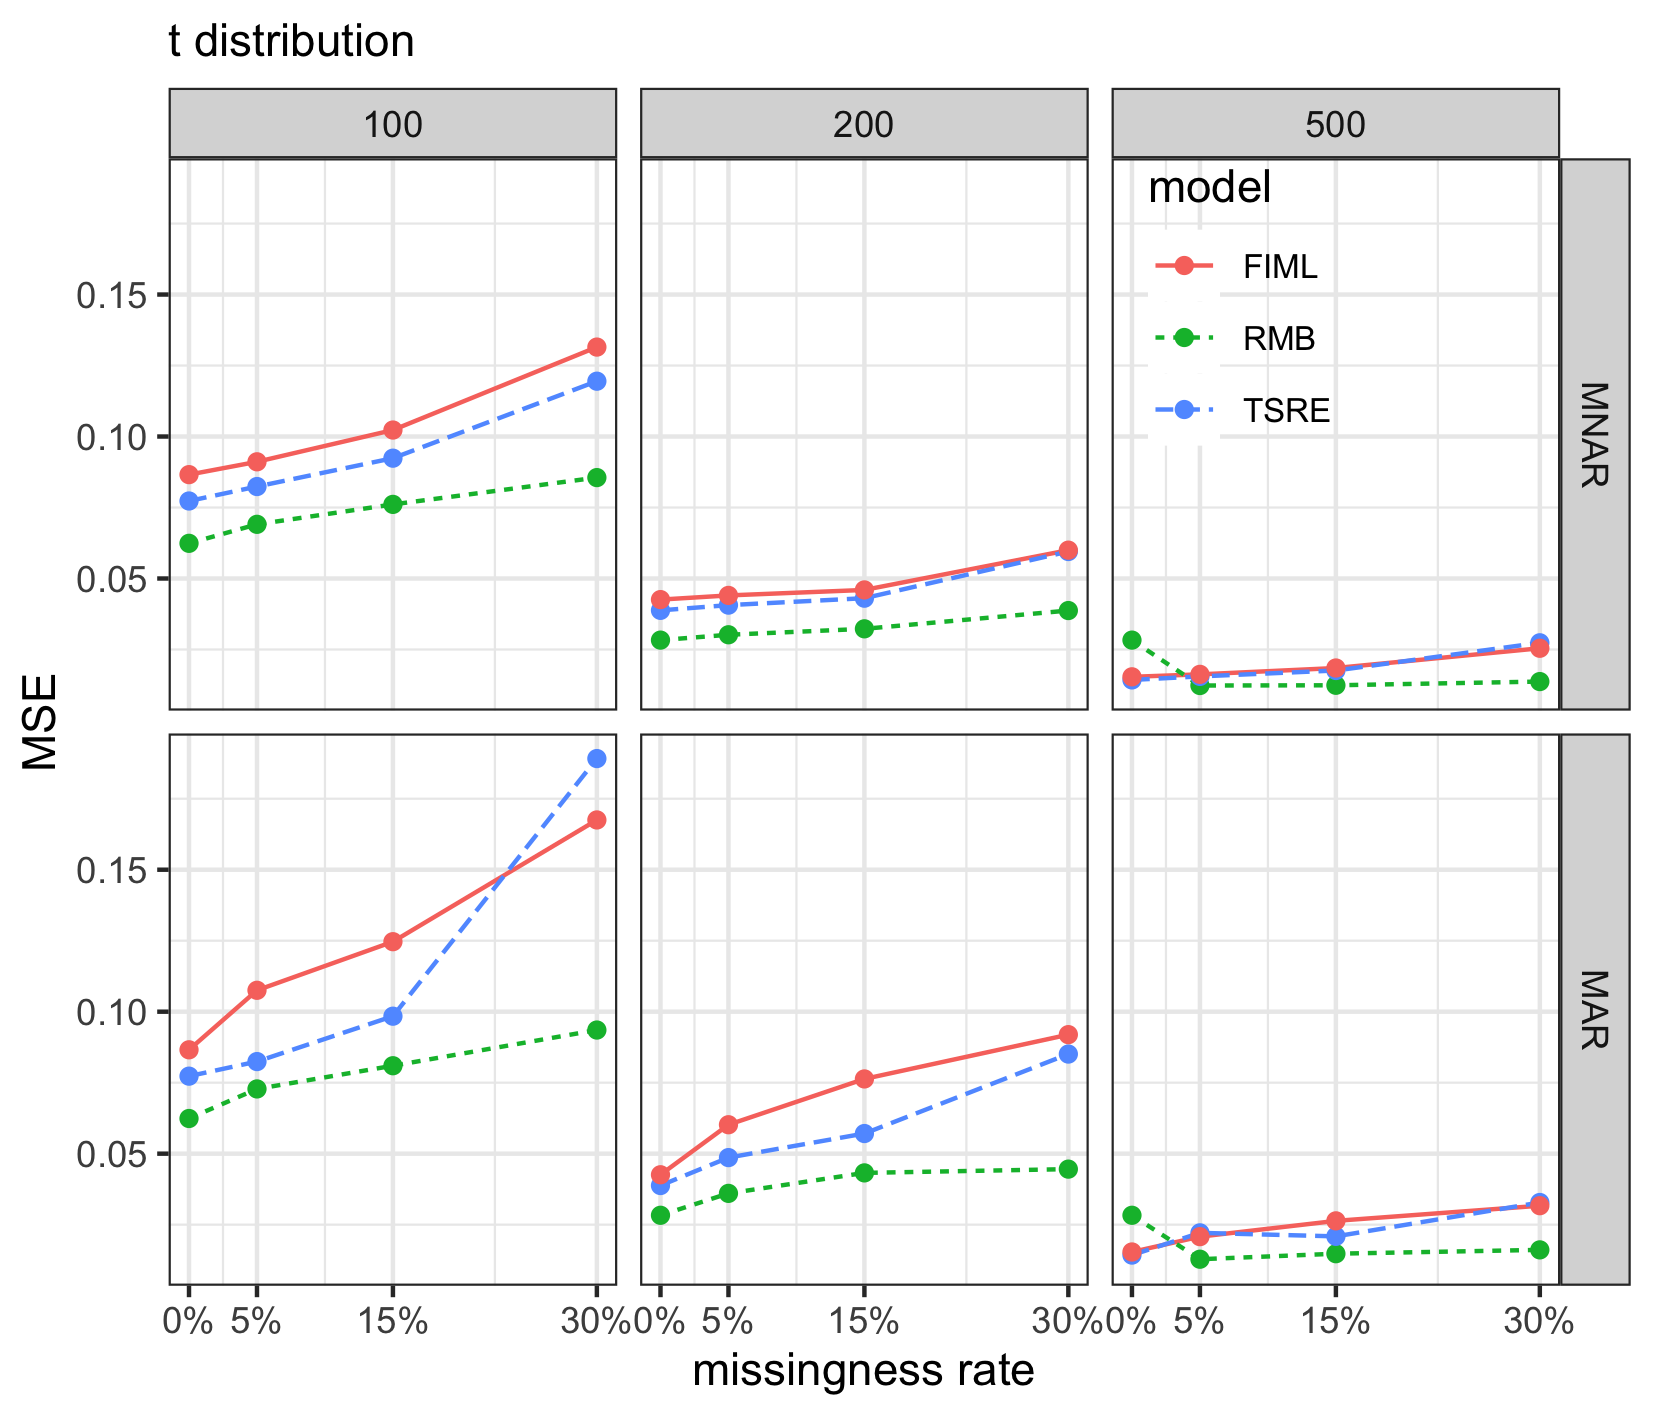 t distribution
100
200
500
model
FIML
RMB
TSRE
MNAR
0.15
0.10
0.05
MSE
MAR
0.15
0.10
0.05
0% 5% 15% 30% 0% 5% 15% 30% 0% 5% 15% 30%
missingness rate